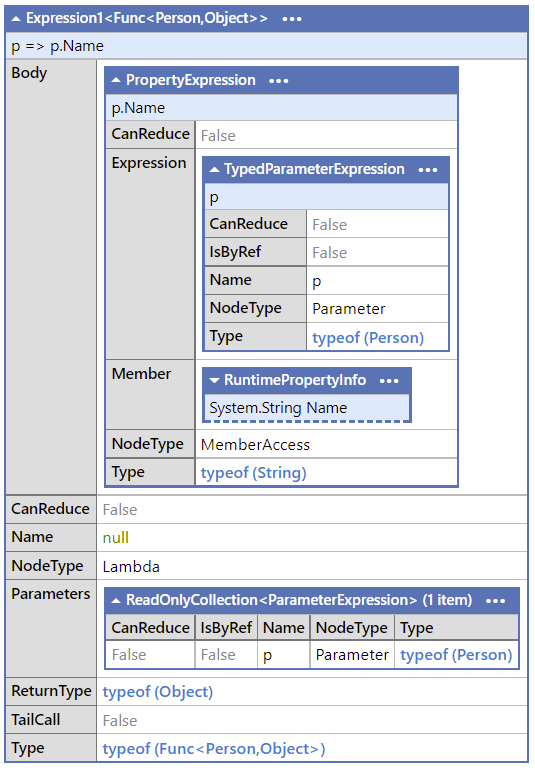 Expression1<Func<Person,Object>> •••
p => p.Name
Body
PropertyExpression •••
p.Name
CanReduce False
Expression
TypedParameterExpression •••
p
CanReduce False
IsByRef False
Name p
NodeType Parameter
Type typeof (Person)
Member
RuntimePropertyInfo •••
System.String Name
NodeType MemberAccess
Type typeof (String)
CanReduce False
Name null
NodeType Lambda
Parameters
ReadOnlyCollection<ParameterExpression> (1 item) •••
CanReduce IsByRef Name NodeType Type
False False p Parameter typeof (Person)
ReturnType typeof (Object)
TailCall False
Type typeof (Func<Person,Object>)